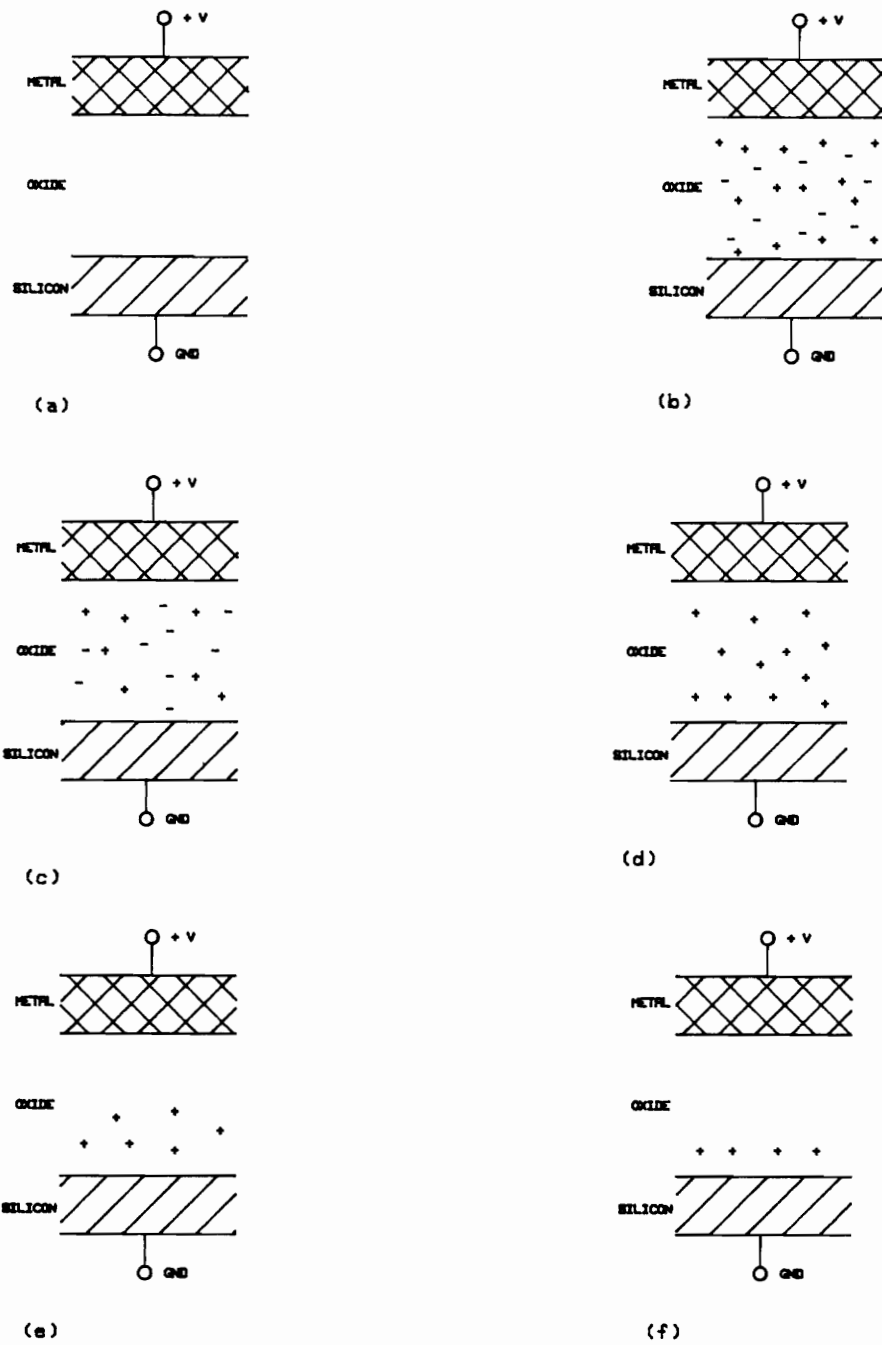 + V
METAL
OXIDE
SILICON
GND
(a)
+ V
METAL
OXIDE
SILICON
GND
(b)
+ V
METAL
OXIDE
SILICON
GND
(c)
+ V
METAL
OXIDE
SILICON
GND
(d)
+ V
METAL
OXIDE
SILICON
GND
(e)
+ V
METAL
OXIDE
SILICON
GND
(f)